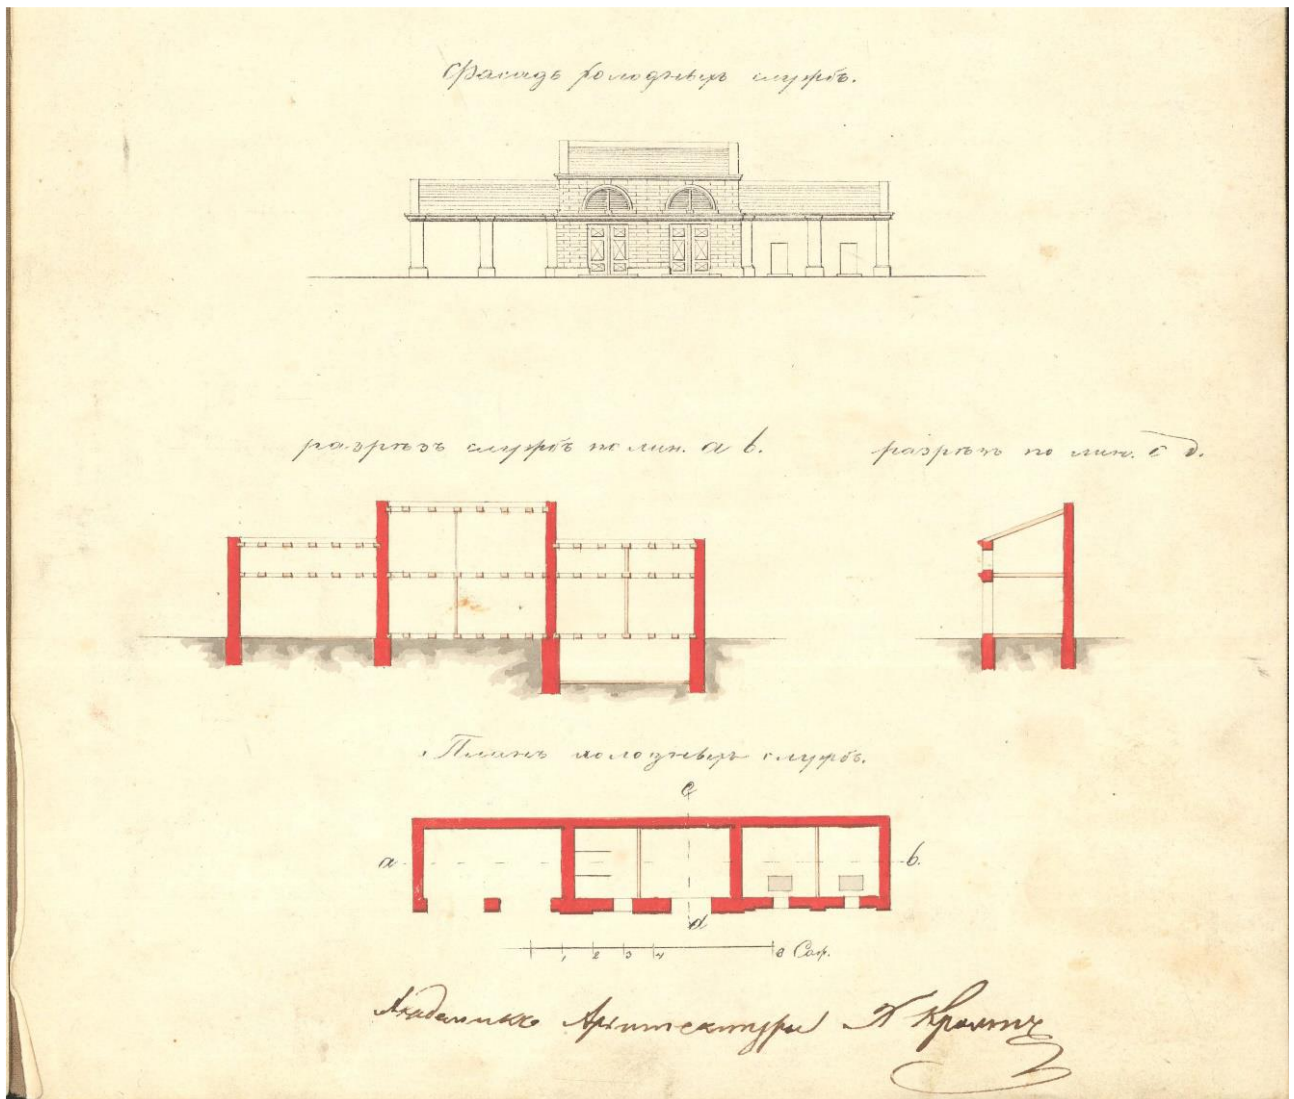 Фасадъ холодныхъ службъ.
разрѣзъ службъ по лин. a b.
разрѣзъ по лин. c d.
Планъ холодныхъ службъ.
c
a
b.
d
1 2 3 4 8 Саж.
Академикъ Архитектуры